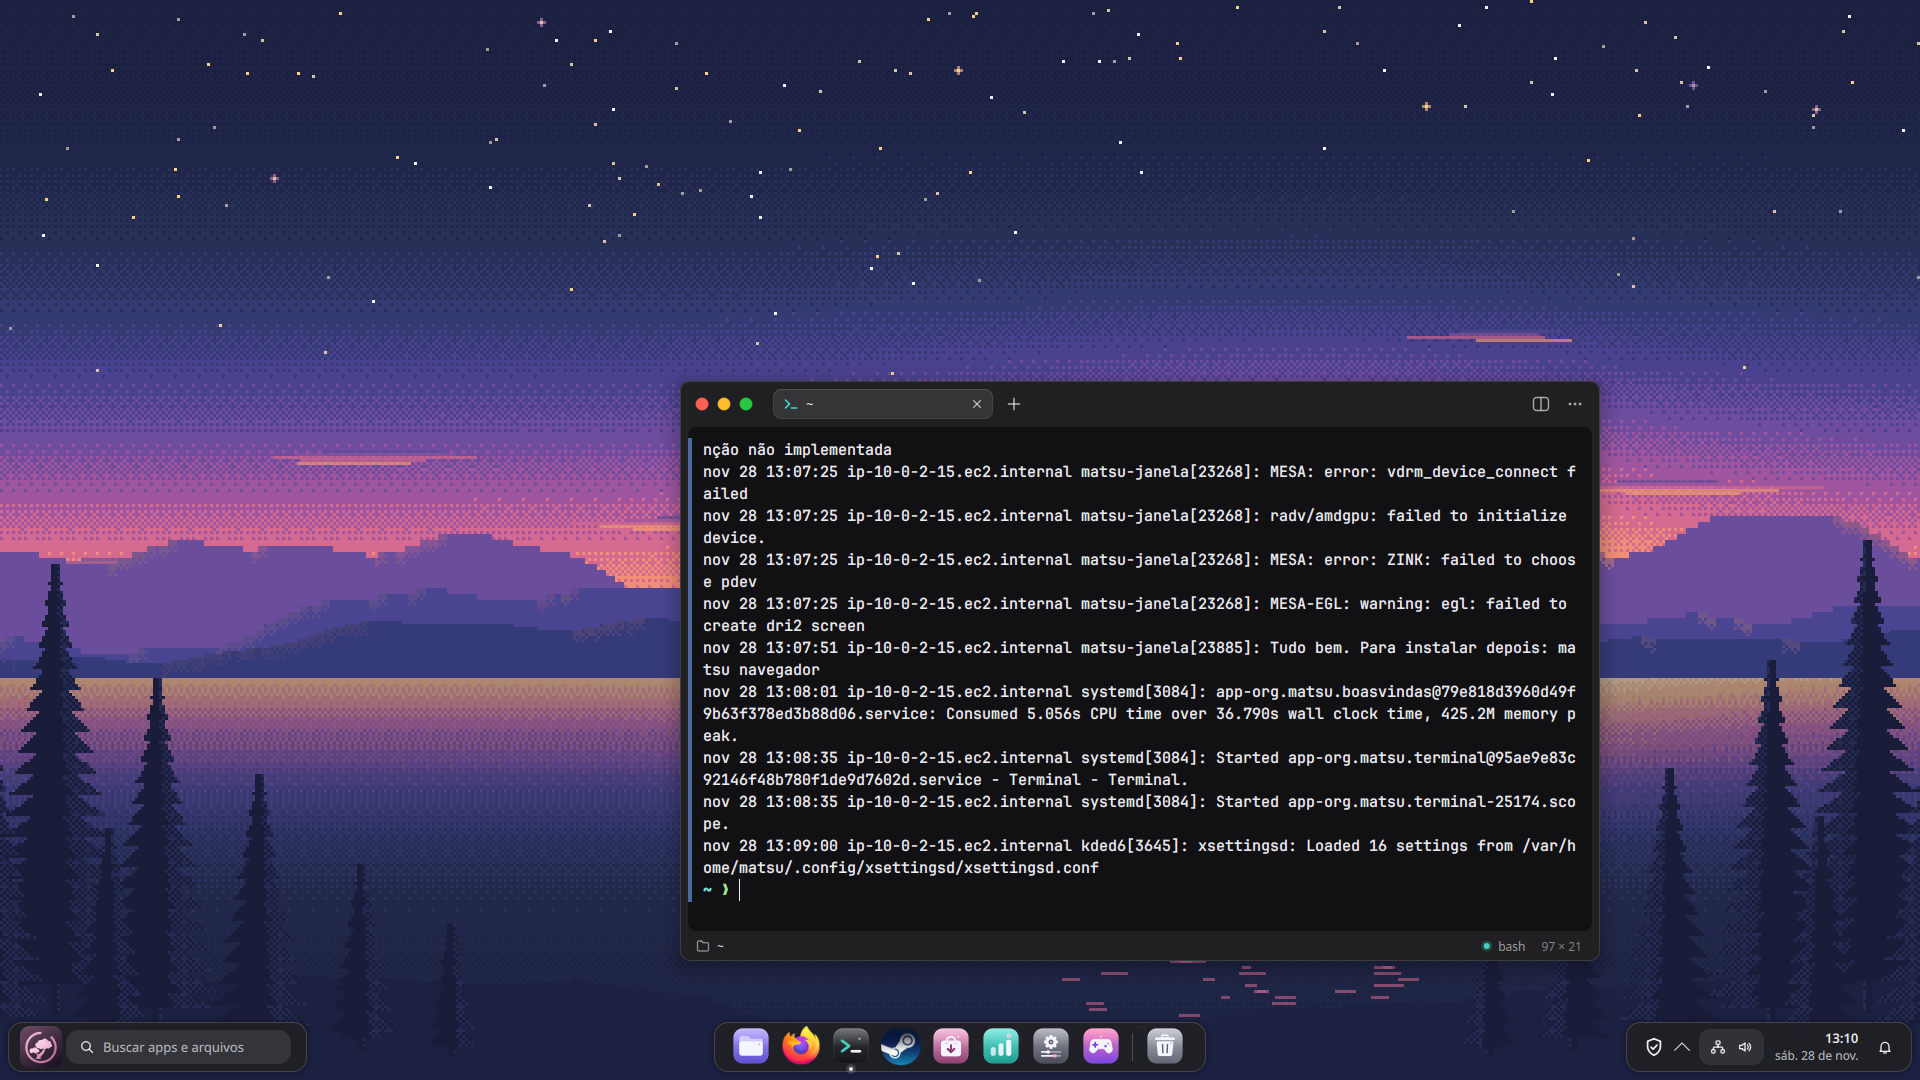 ~
nção não implementada
nov 28 13:07:25 ip-10-0-2-15.ec2.internal matsu-janela[23268]: MESA: error: vdrm_device_connect f
ailed
nov 28 13:07:25 ip-10-0-2-15.ec2.internal matsu-janela[23268]: radv/amdgpu: failed to initialize
device.
nov 28 13:07:25 ip-10-0-2-15.ec2.internal matsu-janela[23268]: MESA: error: ZINK: failed to choos
e pdev
nov 28 13:07:25 ip-10-0-2-15.ec2.internal matsu-janela[23268]: MESA-EGL: warning: egl: failed to
create dri2 screen
nov 28 13:07:51 ip-10-0-2-15.ec2.internal matsu-janela[23885]: Tudo bem. Para instalar depois: ma
tsu navegador
nov 28 13:08:01 ip-10-0-2-15.ec2.internal systemd[3084]: app-org.matsu.boasvindas@79e818d3960d49f
9b63f378ed3b88d06.service: Consumed 5.056s CPU time over 36.790s wall clock time, 425.2M memory p
eak.
nov 28 13:08:35 ip-10-0-2-15.ec2.internal systemd[3084]: Started app-org.matsu.terminal@95ae9e83c
92146f48b780f1de9d7602d.service - Terminal - Terminal.
nov 28 13:08:35 ip-10-0-2-15.ec2.internal systemd[3084]: Started app-org.matsu.terminal-25174.sco
pe.
nov 28 13:09:00 ip-10-0-2-15.ec2.internal kded6[3645]: xsettingsd: Loaded 16 settings from /var/h
ome/matsu/.config/xsettingsd/xsettingsd.conf
~ ❯
~ bash 97 × 21
Buscar apps e arquivos
13:10
sáb. 28 de nov.